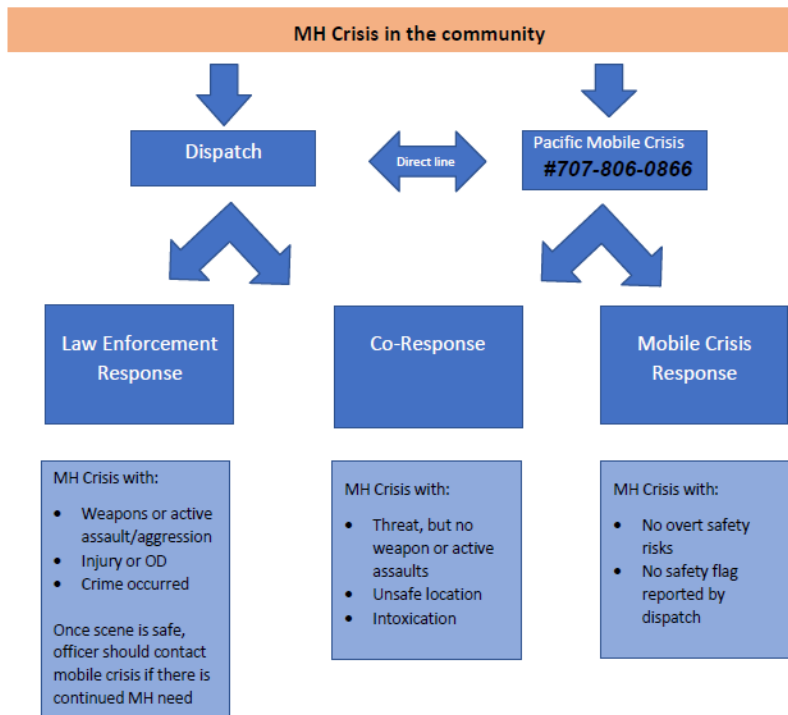 MH Crisis in the community
Dispatch
Direct line
Pacific Mobile Crisis
#707-806-0866
Law Enforcement
Response
Co-Response
Mobile Crisis
Response
MH Crisis with:
• Weapons or active
assault/aggression
• Injury or OD
• Crime occurred
Once scene is safe,
officer should contact
mobile crisis if there is
continued MH need
MH Crisis with:
• Threat, but no
weapon or active
assaults
• Unsafe location
• Intoxication
MH Crisis with:
• No overt safety
risks
• No safety flag
reported by
dispatch